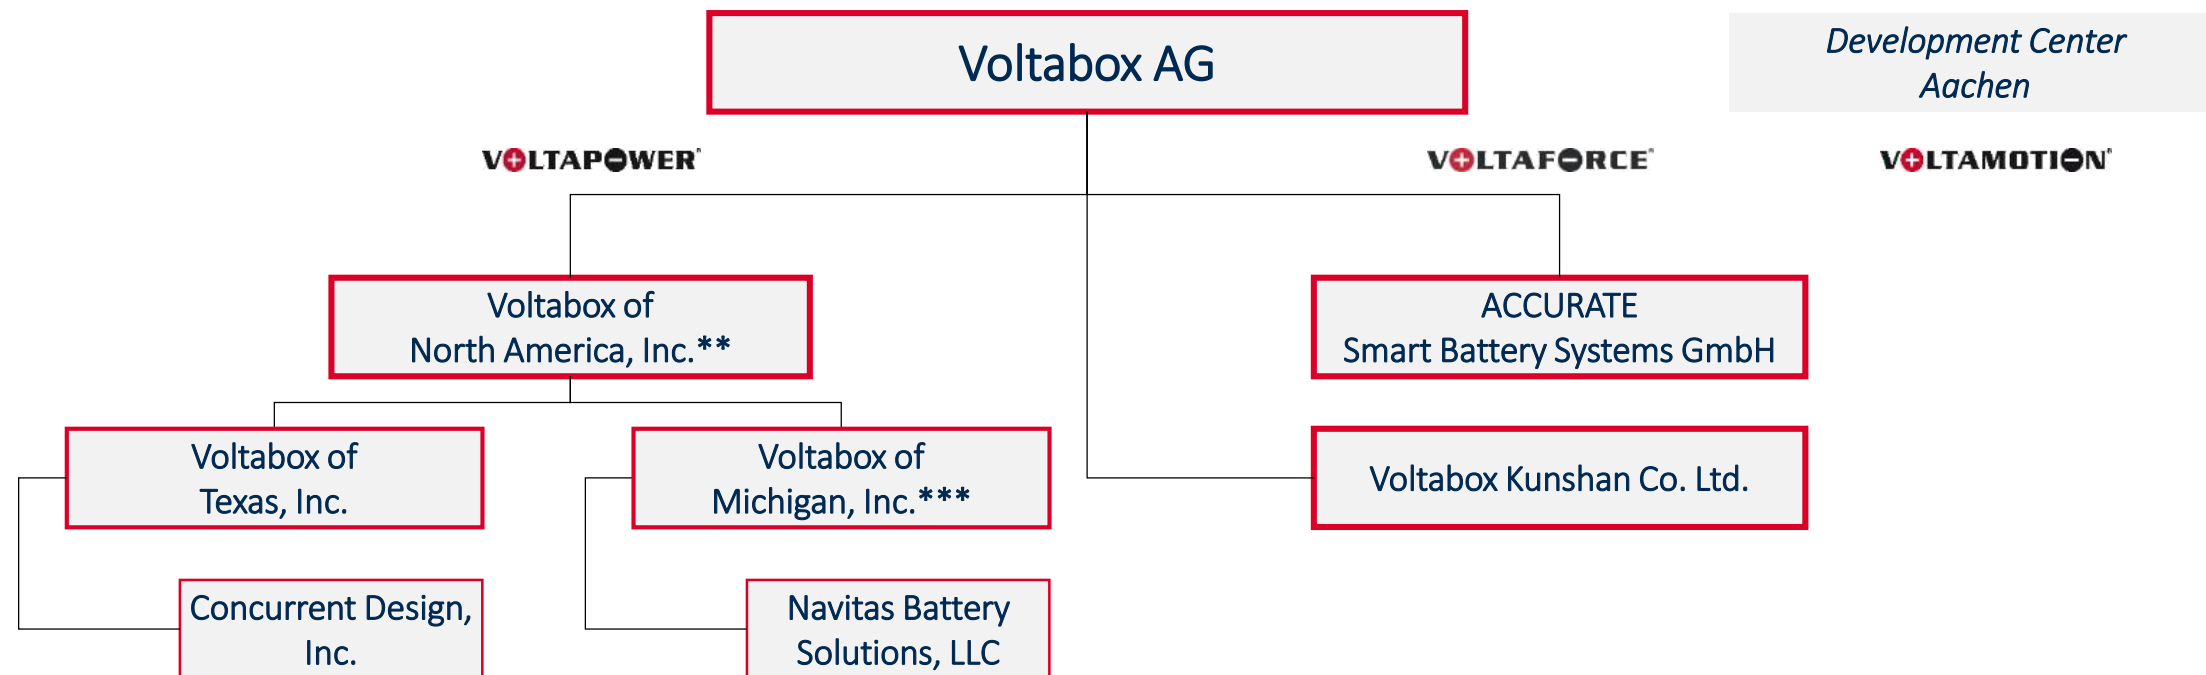 Voltabox AG
Development Center
Aachen
VOLTAPOWER®
VOLTAFORCE®
VOLTAMOTION®
Voltabox of
North America, Inc.**
ACCURATE
Smart Battery Systems GmbH
Voltabox of
Texas, Inc.
Voltabox of
Michigan, Inc.***
Voltabox Kunshan Co. Ltd.
Concurrent Design,
Inc.
Navitas Battery
Solutions, LLC